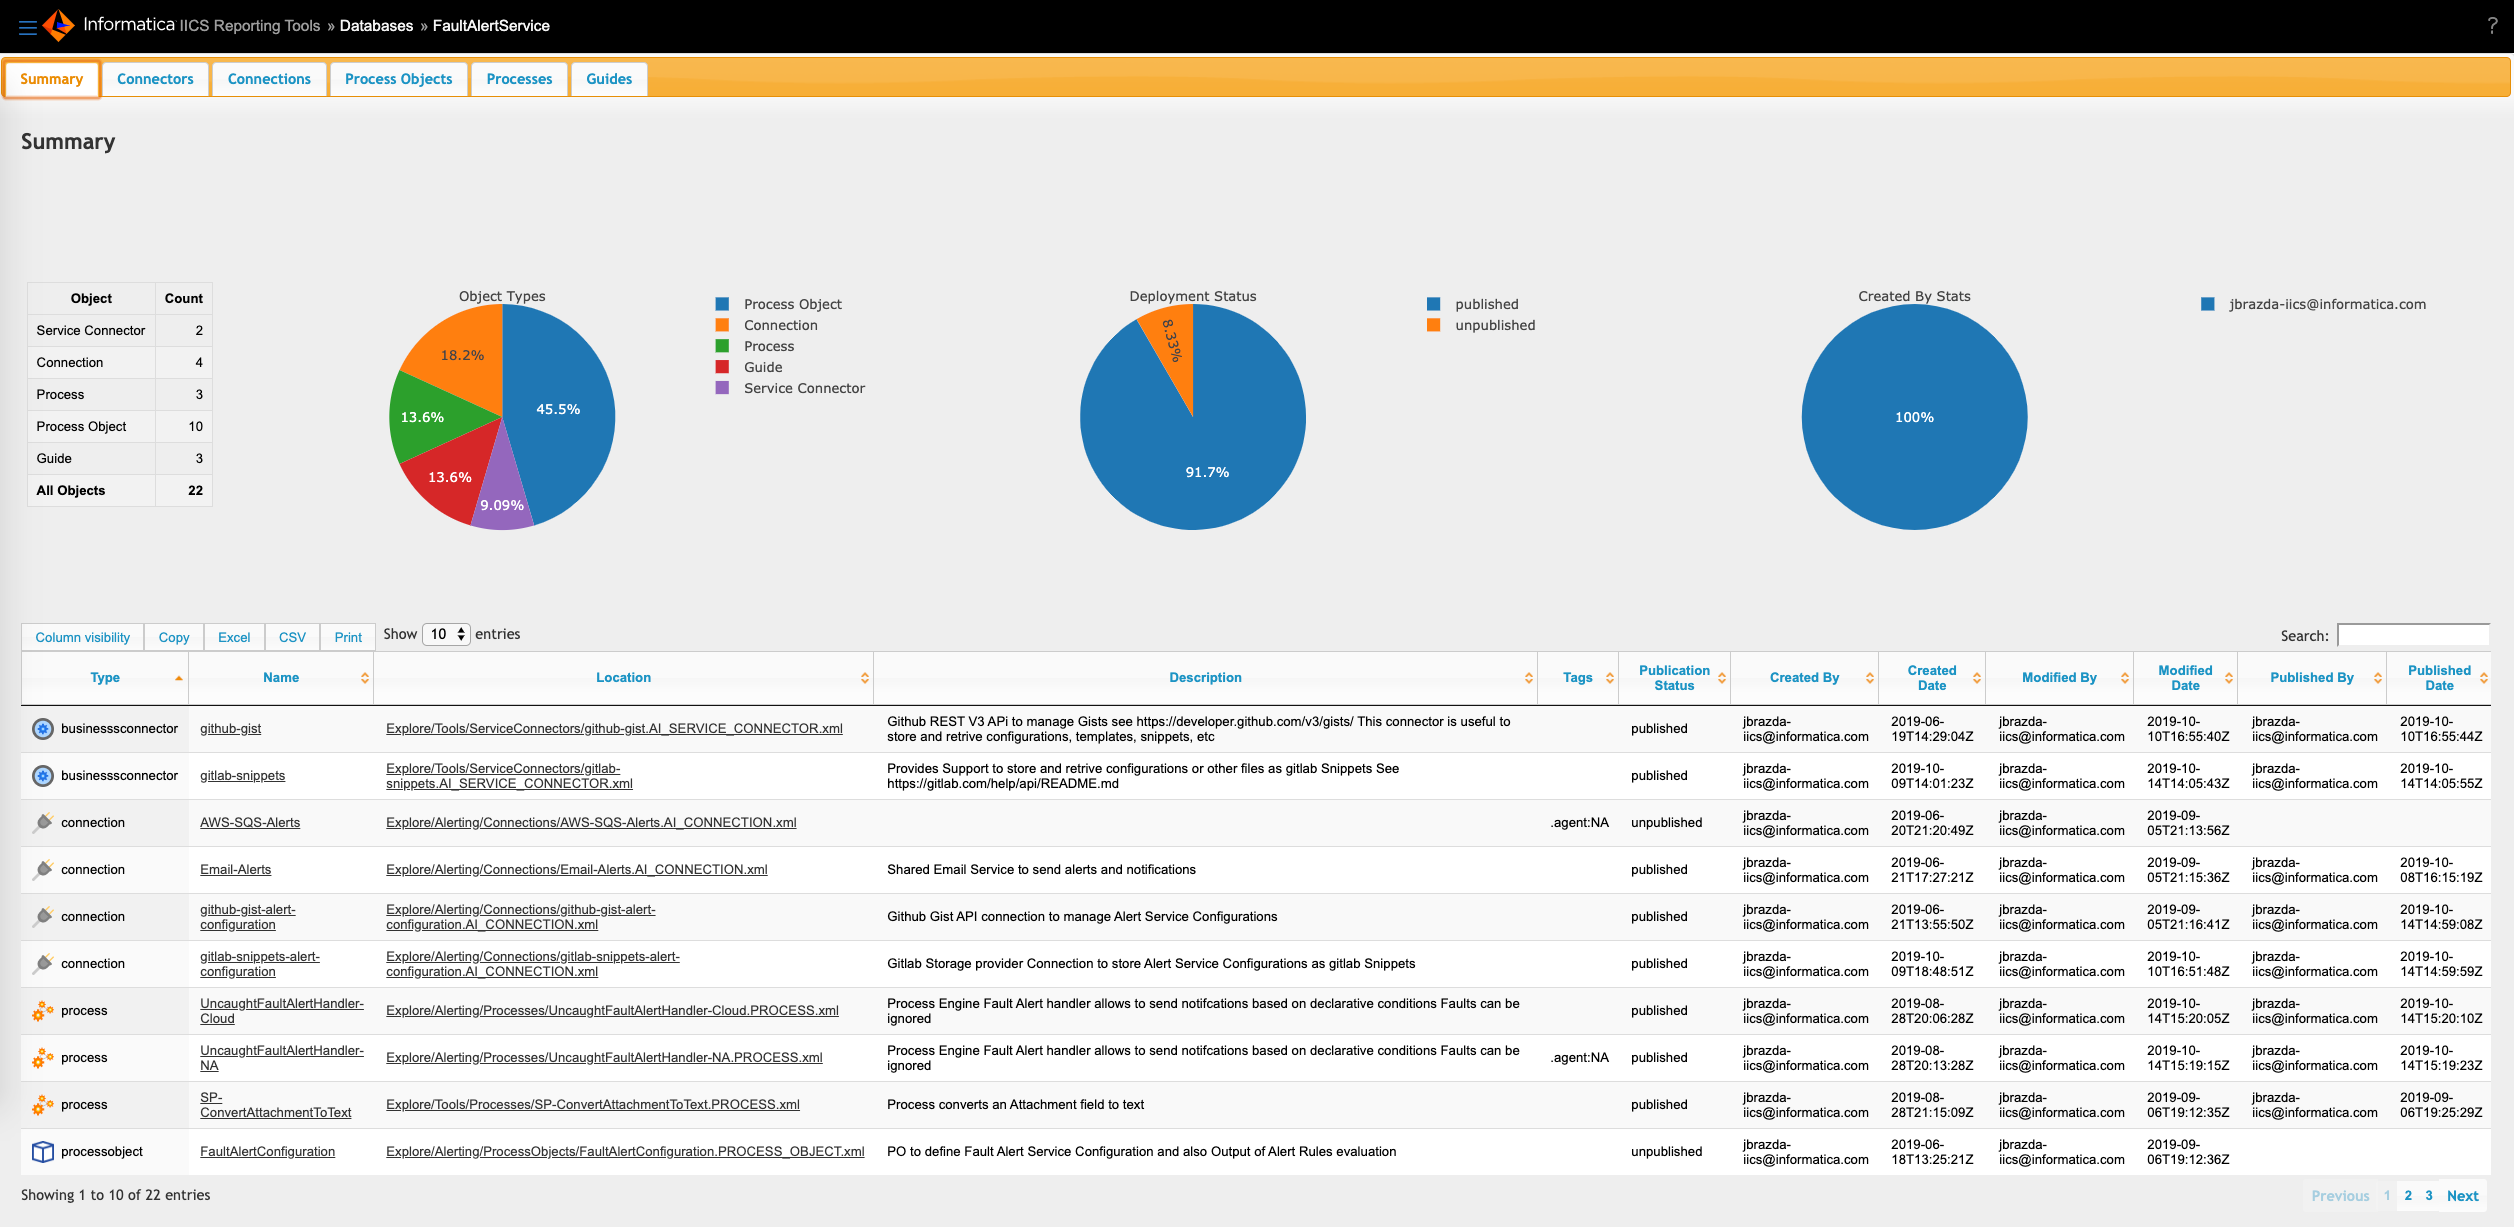 Informatica IICS Reporting Tools » Databases » FaultAlertService ?
Summary Connectors Connections Process Objects Processes Guides
Summary
Object Count
Service Connector 2
Connection 4
Process 3
Process Object 10
Guide 3
All Objects 22
Object Types
18.2%
45.5%
13.6%
13.6%
9.09%
Process Object
Connection
Process
Guide
Service Connector
Deployment Status
8.33%
91.7%
published
unpublished
Created By Stats
100%
jbrazda-iics@informatica.com
Column visibility Copy Excel CSV Print Show 10 entries Search:
Type Name Location Description Tags Publication Status Created By Created Date Modified By Modified Date Published By Published Date
businesssconnector github-gist Explore/Tools/ServiceConnectors/github-gist.AI_SERVICE_CONNECTOR.xml Github REST V3 APi to manage Gists see https://developer.github.com/v3/gists/ This connector is useful to published jbrazda- 2019-06- jbrazda- 2019-10- jbrazda- 2019-10-
store and retrive configurations, templates, snippets, etc iics@informatica.com 19T14:29:04Z iics@informatica.com 10T16:55:40Z iics@informatica.com 10T16:55:44Z
businesssconnector gitlab-snippets Explore/Tools/ServiceConnectors/gitlab- Provides Support to store and retrive configurations or other files as gitlab Snippets See published jbrazda- 2019-10- jbrazda- 2019-10- jbrazda- 2019-10-
snippets.AI_SERVICE_CONNECTOR.xml https://gitlab.com/help/api/README.md iics@informatica.com 09T14:01:23Z iics@informatica.com 14T14:05:43Z iics@informatica.com 14T14:05:55Z
connection AWS-SQS-Alerts Explore/Alerting/Connections/AWS-SQS-Alerts.AI_CONNECTION.xml .agent:NA unpublished jbrazda- 2019-06- jbrazda- 2019-09-
iics@informatica.com 20T21:20:49Z iics@informatica.com 05T21:13:56Z
connection Email-Alerts Explore/Alerting/Connections/Email-Alerts.AI_CONNECTION.xml Shared Email Service to send alerts and notifications published jbrazda- 2019-06- jbrazda- 2019-09- jbrazda- 2019-10-
iics@informatica.com 21T17:27:21Z iics@informatica.com 05T21:15:36Z iics@informatica.com 08T16:15:19Z
connection github-gist-alert- Explore/Alerting/Connections/github-gist-alert- Github Gist API connection to manage Alert Service Configurations published jbrazda- 2019-06- jbrazda- 2019-09- jbrazda- 2019-10-
configuration configuration.AI_CONNECTION.xml iics@informatica.com 21T13:55:50Z iics@informatica.com 05T21:16:41Z iics@informatica.com 14T14:59:08Z
connection gitlab-snippets-alert- Explore/Alerting/Connections/gitlab-snippets-alert- Gitlab Storage provider Connection to store Alert Service Configurations as gitlab Snippets published jbrazda- 2019-10- jbrazda- 2019-10- jbrazda- 2019-10-
configuration configuration.AI_CONNECTION.xml iics@informatica.com 09T18:48:51Z iics@informatica.com 10T16:51:48Z iics@informatica.com 14T14:59:59Z
process UncaughtFaultAlertHandler- Explore/Alerting/Processes/UncaughtFaultAlertHandler-Cloud.PROCESS.xml Process Engine Fault Alert handler allows to send notifcations based on declarative conditions Faults can be published jbrazda- 2019-08- jbrazda- 2019-10- jbrazda- 2019-10-
Cloud ignored iics@informatica.com 28T20:06:28Z iics@informatica.com 14T15:20:05Z iics@informatica.com 14T15:20:10Z
process UncaughtFaultAlertHandler- Explore/Alerting/Processes/UncaughtFaultAlertHandler-NA.PROCESS.xml Process Engine Fault Alert handler allows to send notifcations based on declarative conditions Faults can be .agent:NA published jbrazda- 2019-08- jbrazda- 2019-10- jbrazda- 2019-10-
NA ignored iics@informatica.com 28T20:13:28Z iics@informatica.com 14T15:19:15Z iics@informatica.com 14T15:19:23Z
process SP- Explore/Tools/Processes/SP-ConvertAttachmentToText.PROCESS.xml Process converts an Attachment field to text published jbrazda- 2019-08- jbrazda- 2019-09- jbrazda- 2019-09-
ConvertAttachmentToText iics@informatica.com 28T21:15:09Z iics@informatica.com 06T19:12:35Z iics@informatica.com 06T19:25:29Z
processobject FaultAlertConfiguration Explore/Alerting/ProcessObjects/FaultAlertConfiguration.PROCESS_OBJECT.xml PO to define Fault Alert Service Configuration and also Output of Alert Rules evaluation unpublished jbrazda- 2019-06- jbrazda- 2019-09-
iics@informatica.com 18T13:25:21Z iics@informatica.com 06T19:12:36Z
Showing 1 to 10 of 22 entries Previous 1 2 3 Next